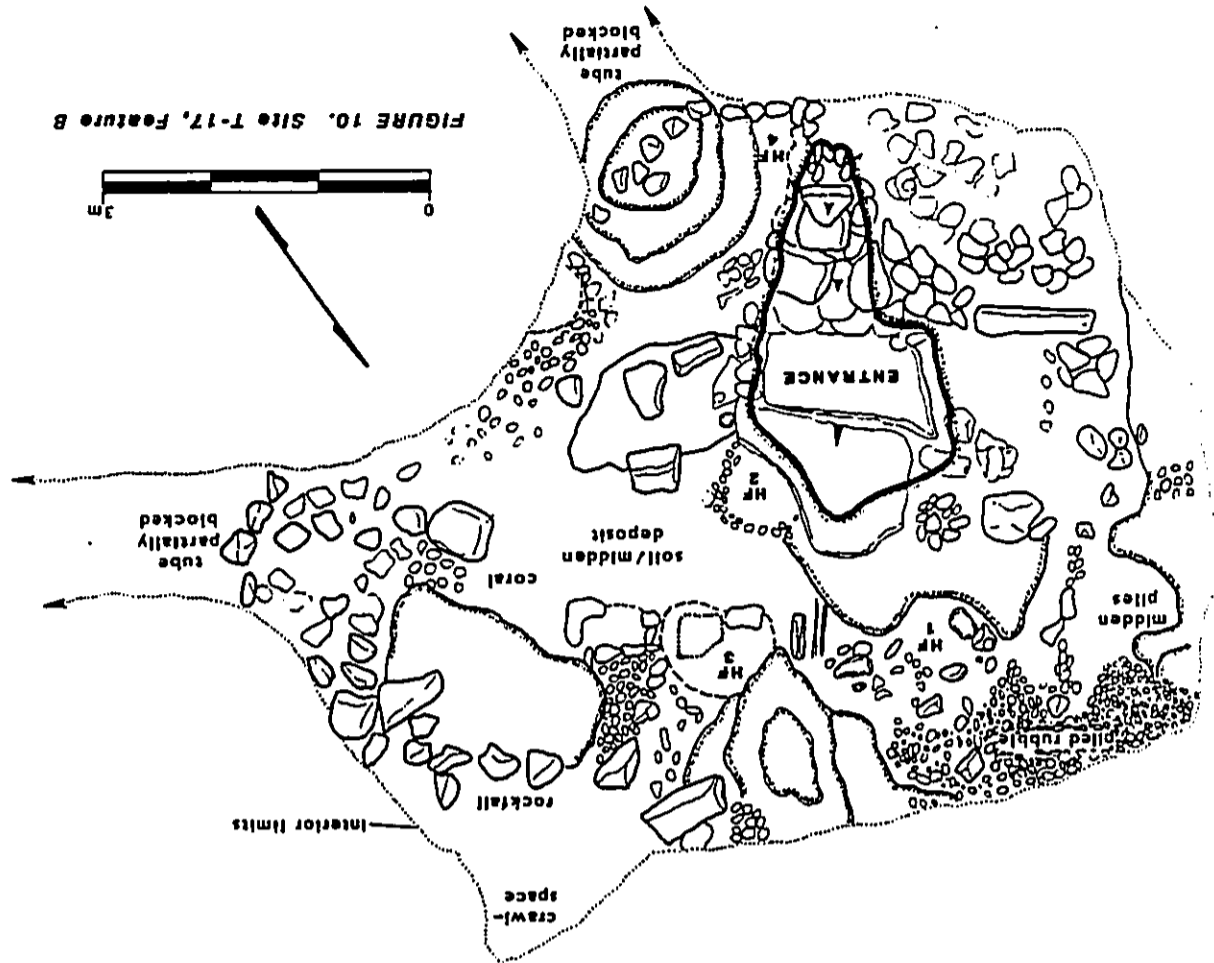 crawl-
space
interior limits
rockfall
piled rubble
HF
3
midden
piles
HF
1
coral
soil/midden
deposit
tube
partially
blocked
HF
2
ENTRANCE
0
3m
HF
4
FIGURE 10. Site T-17, Feature B
tube
partially
blocked